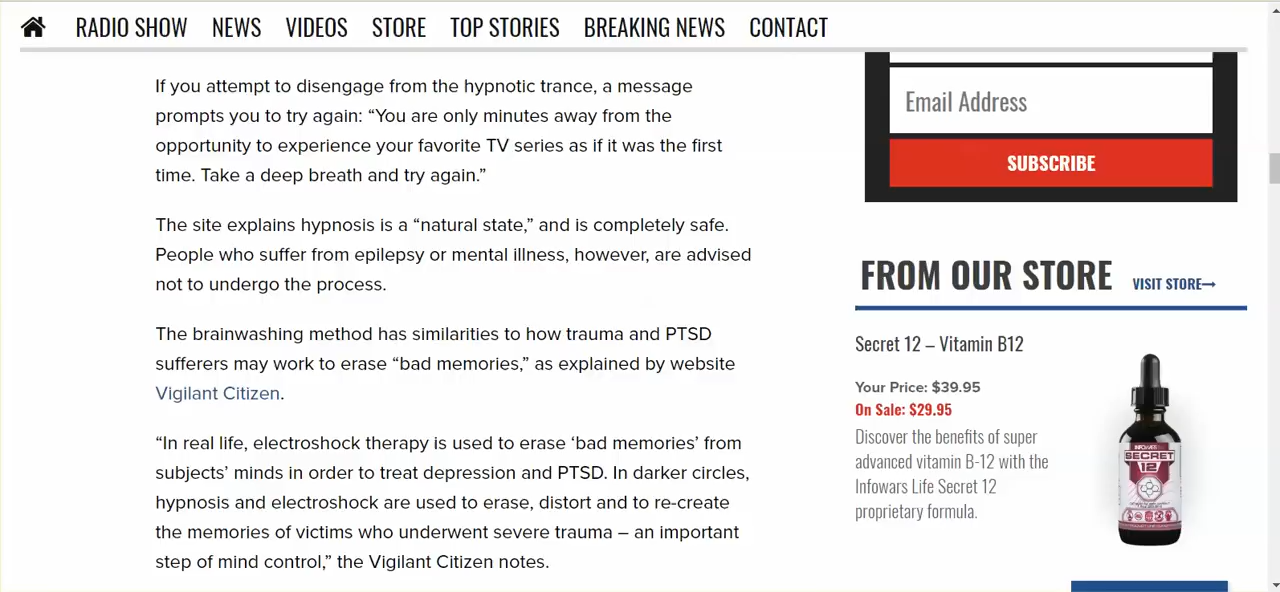 RADIO SHOW NEWS VIDEOS STORE TOP STORIES BREAKING NEWS CONTACT
If you attempt to disengage from the hypnotic trance, a message
prompts you to try again: “You are only minutes away from the
opportunity to experience your favorite TV series as if it was the first
time. Take a deep breath and try again.”
The site explains hypnosis is a “natural state,” and is completely safe.
People who suffer from epilepsy or mental illness, however, are advised
not to undergo the process.
The brainwashing method has similarities to how trauma and PTSD
sufferers may work to erase “bad memories,” as explained by website
Vigilant Citizen.
“In real life, electroshock therapy is used to erase ‘bad memories’ from
subjects’ minds in order to treat depression and PTSD. In darker circles,
hypnosis and electroshock are used to erase, distort and to re-create
the memories of victims who underwent severe trauma – an important
step of mind control,” the Vigilant Citizen notes.
Email Address
SUBSCRIBE
FROM OUR STORE VISIT STORE→
Secret 12 – Vitamin B12
Your Price: $39.95
On Sale: $29.95
Discover the benefits of super
advanced vitamin B-12 with the
Infowars Life Secret 12
proprietary formula.
SECRET
12